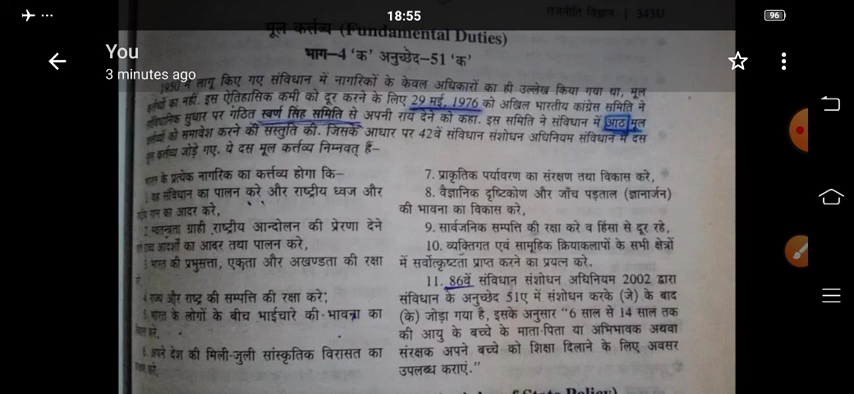 18:55
96
राजनीति विज्ञान | 343U
You
3 minutes ago
मूल कर्त्तव्य (Fundamental Duties)
भाग–4 'क' अनुच्छेद–51 'क'
1950 में लागू किए गए संविधान में नागरिकों के केवल अधिकारों का ही उल्लेख किया गया था, मूल
का नहीं. इस ऐतिहासिक कमी को दूर करने के लिए 29 मई, 1976 को अखिल भारतीय कांग्रेस समिति ने
सुधार पर गठित स्वर्ण सिंह समिति से अपनी राय देने को कहा. इस समिति ने संविधान में आठ मूल
को समावेश करने की सस्तुति की. जिसके आधार पर 42वें संविधान संशोधन अधिनियम संविधान में दस
मूल कर्त्तव्य जोड़े गए. ये दस मूल कर्त्तव्य निम्नवत् हैं–
के प्रत्येक नागरिक का कर्त्तव्य होगा कि–
संविधान का पालन करे और राष्ट्रीय ध्वज और
गान का आदर करे,
2. स्वतन्त्रता ग्राही राष्ट्रीय आन्दोलन की प्रेरणा देने
आदर्शों का आदर तथा पालन करे,
भारत की प्रभुसत्ता, एकता और अखण्डता की रक्षा
राज्य और राष्ट्र की सम्पत्ति की रक्षा करे;
5. भारत के लोगों के बीच भाईचारे की भावना का
करे,
6. अपने देश की मिली-जुली सांस्कृतिक विरासत का
करे,
7. प्राकृतिक पर्यावरण का संरक्षण तथा विकास करे,
8. वैज्ञानिक दृष्टिकोण और जाँच पड़ताल (ज्ञानार्जन)
की भावना का विकास करे,
9. सार्वजनिक सम्पत्ति की रक्षा करे व हिंसा से दूर रहे,
10. व्यक्तिगत एवं सामूहिक क्रियाकलापों के सभी क्षेत्रों
में सर्वोत्कृष्टता प्राप्त करने का प्रयत्न करे.
11. 86वें संविधान संशोधन अधिनियम 2002 द्वारा
संविधान के अनुच्छेद 51ए में संशोधन करके (जे) के बाद
(के) जोड़ा गया है, इसके अनुसार "6 साल से 14 साल तक
की आयु के बच्चे के माता-पिता या अभिभावक अथवा
संरक्षक अपने बच्चे को शिक्षा दिलाने के लिए अवसर
उपलब्ध कराएं."
of State Policy)